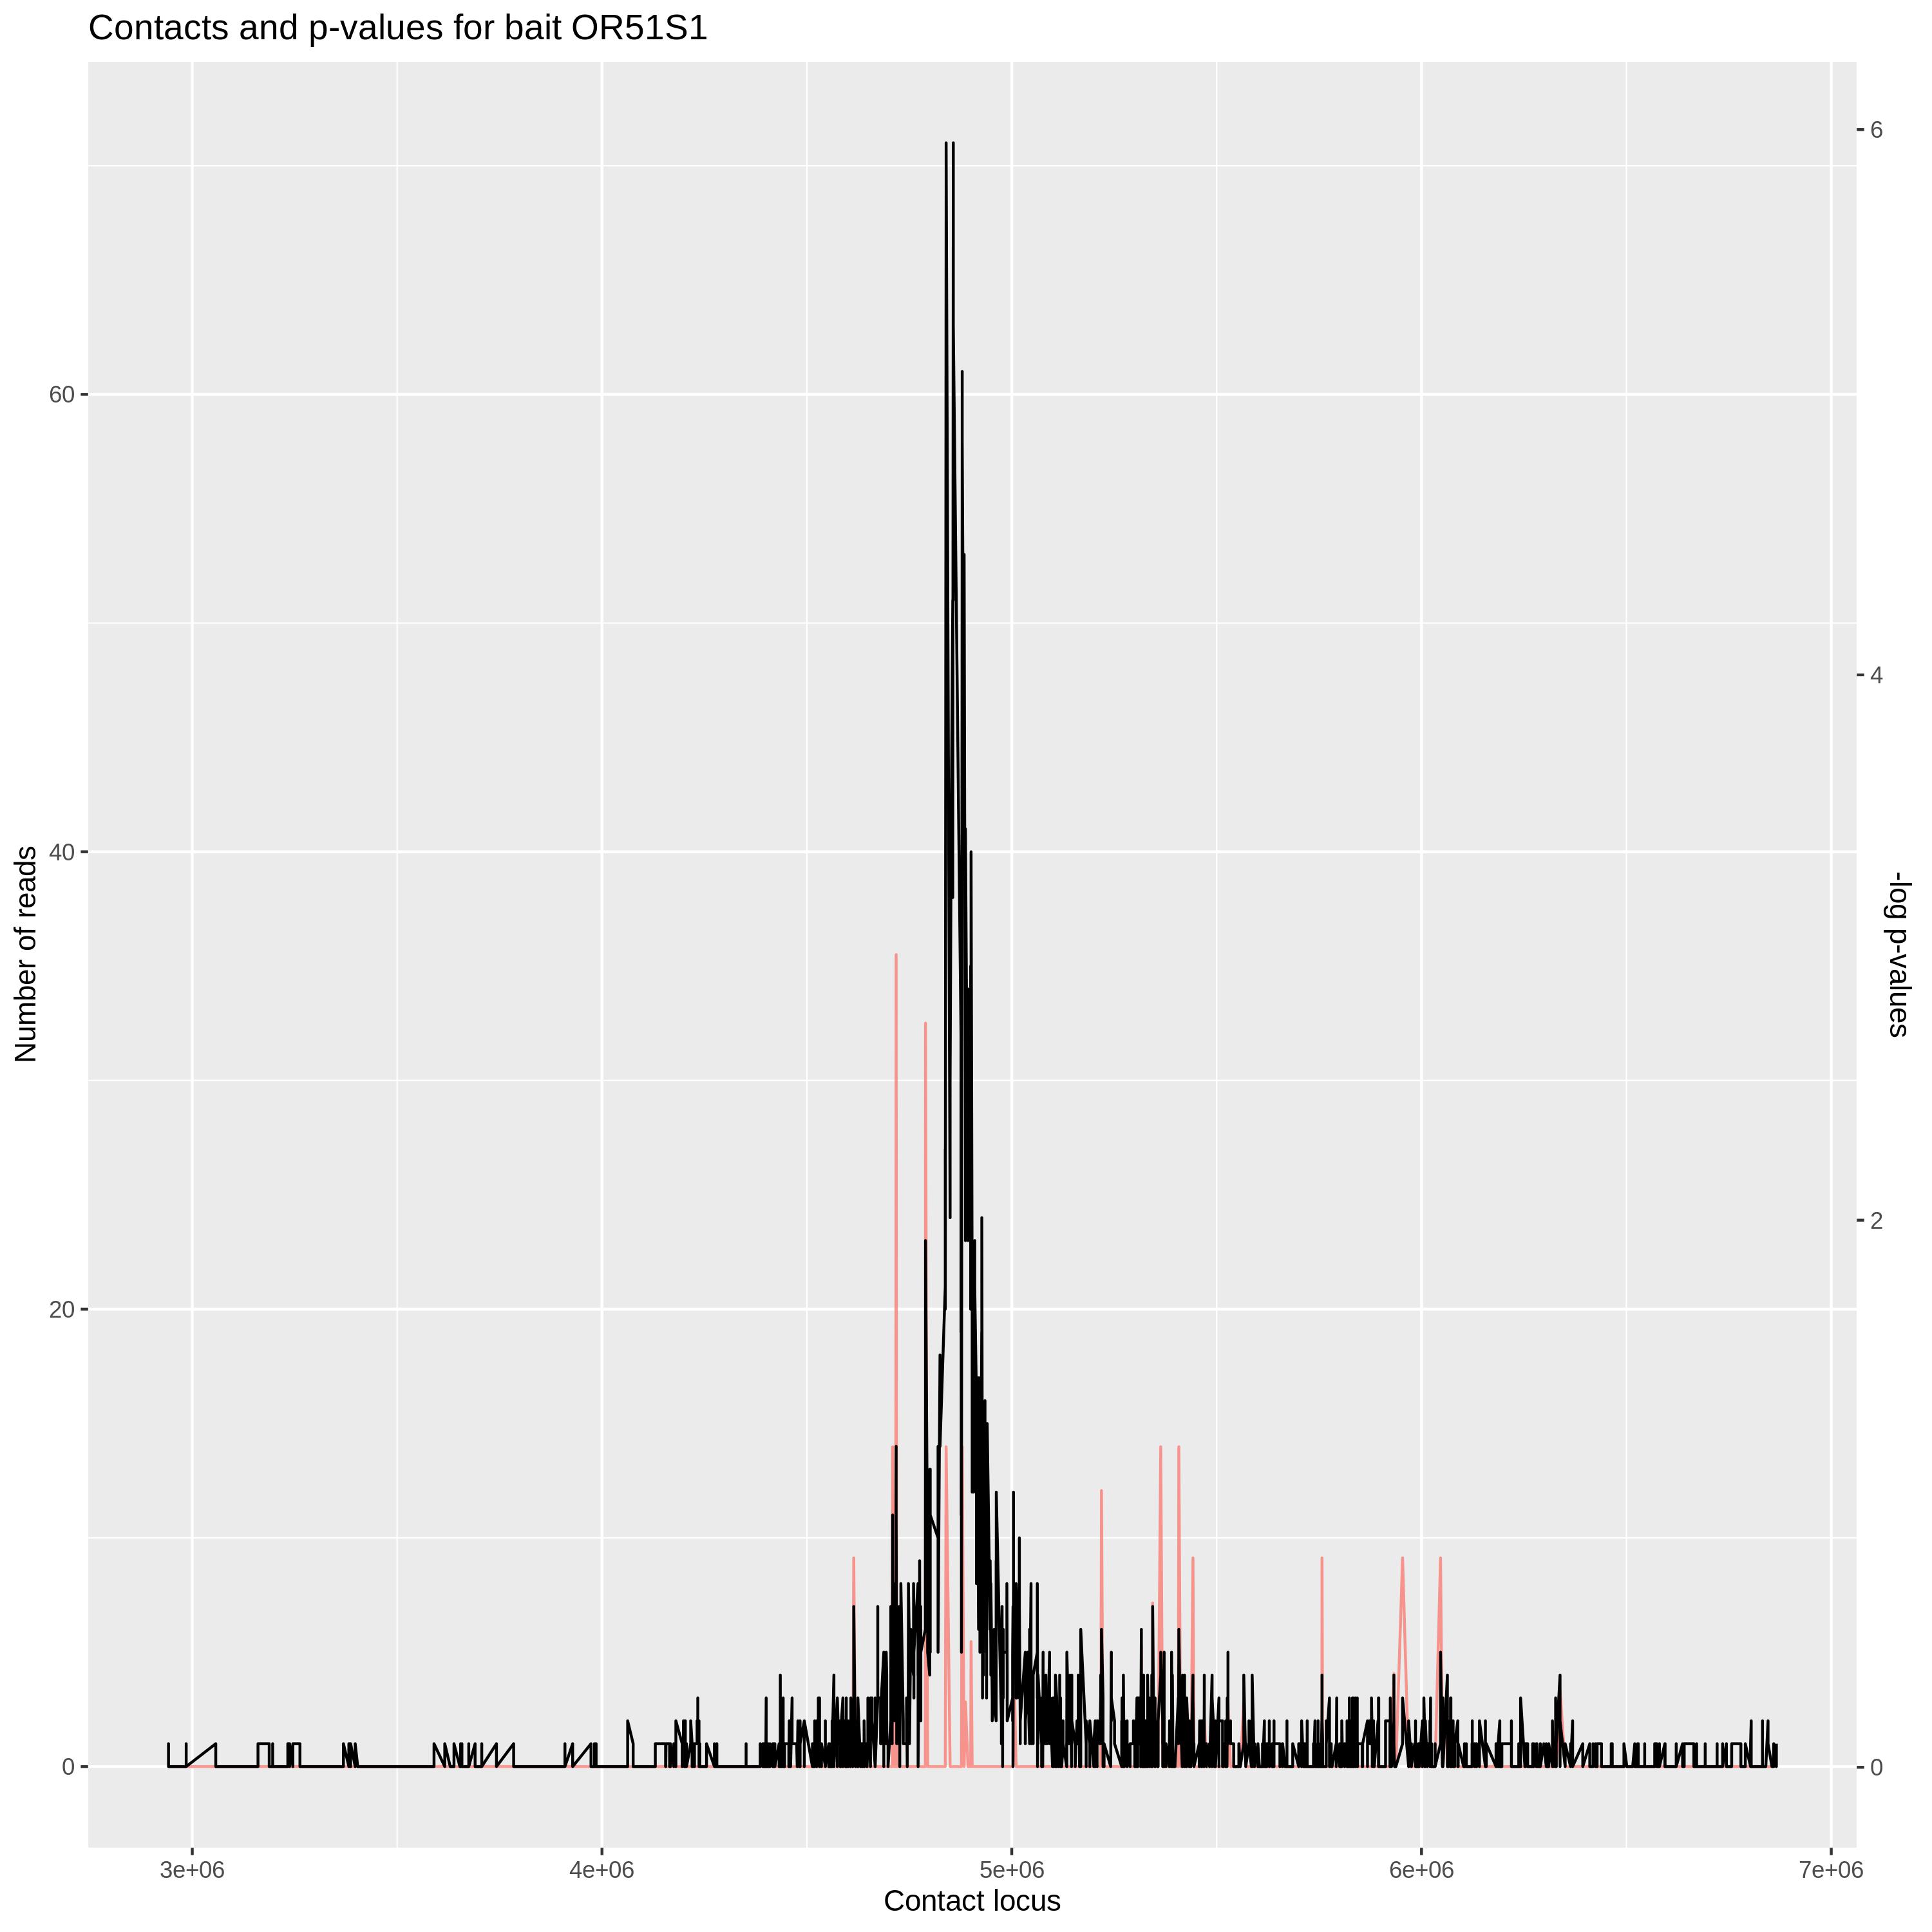 Contacts and p-values for bait OR51S1
Number of reads
60
40
20
0
6
4
2
0
-log p-values
3e+06
4e+06
5e+06
6e+06
7e+06
Contact locus